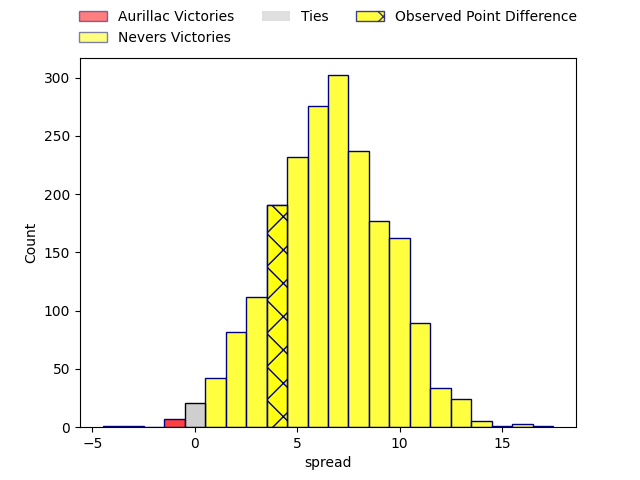 Aurillac Victories Ties Observed Point Difference
Nevers Victories
300
250
200
150
100
50
0
Count
−5 0 5 10 15
spread